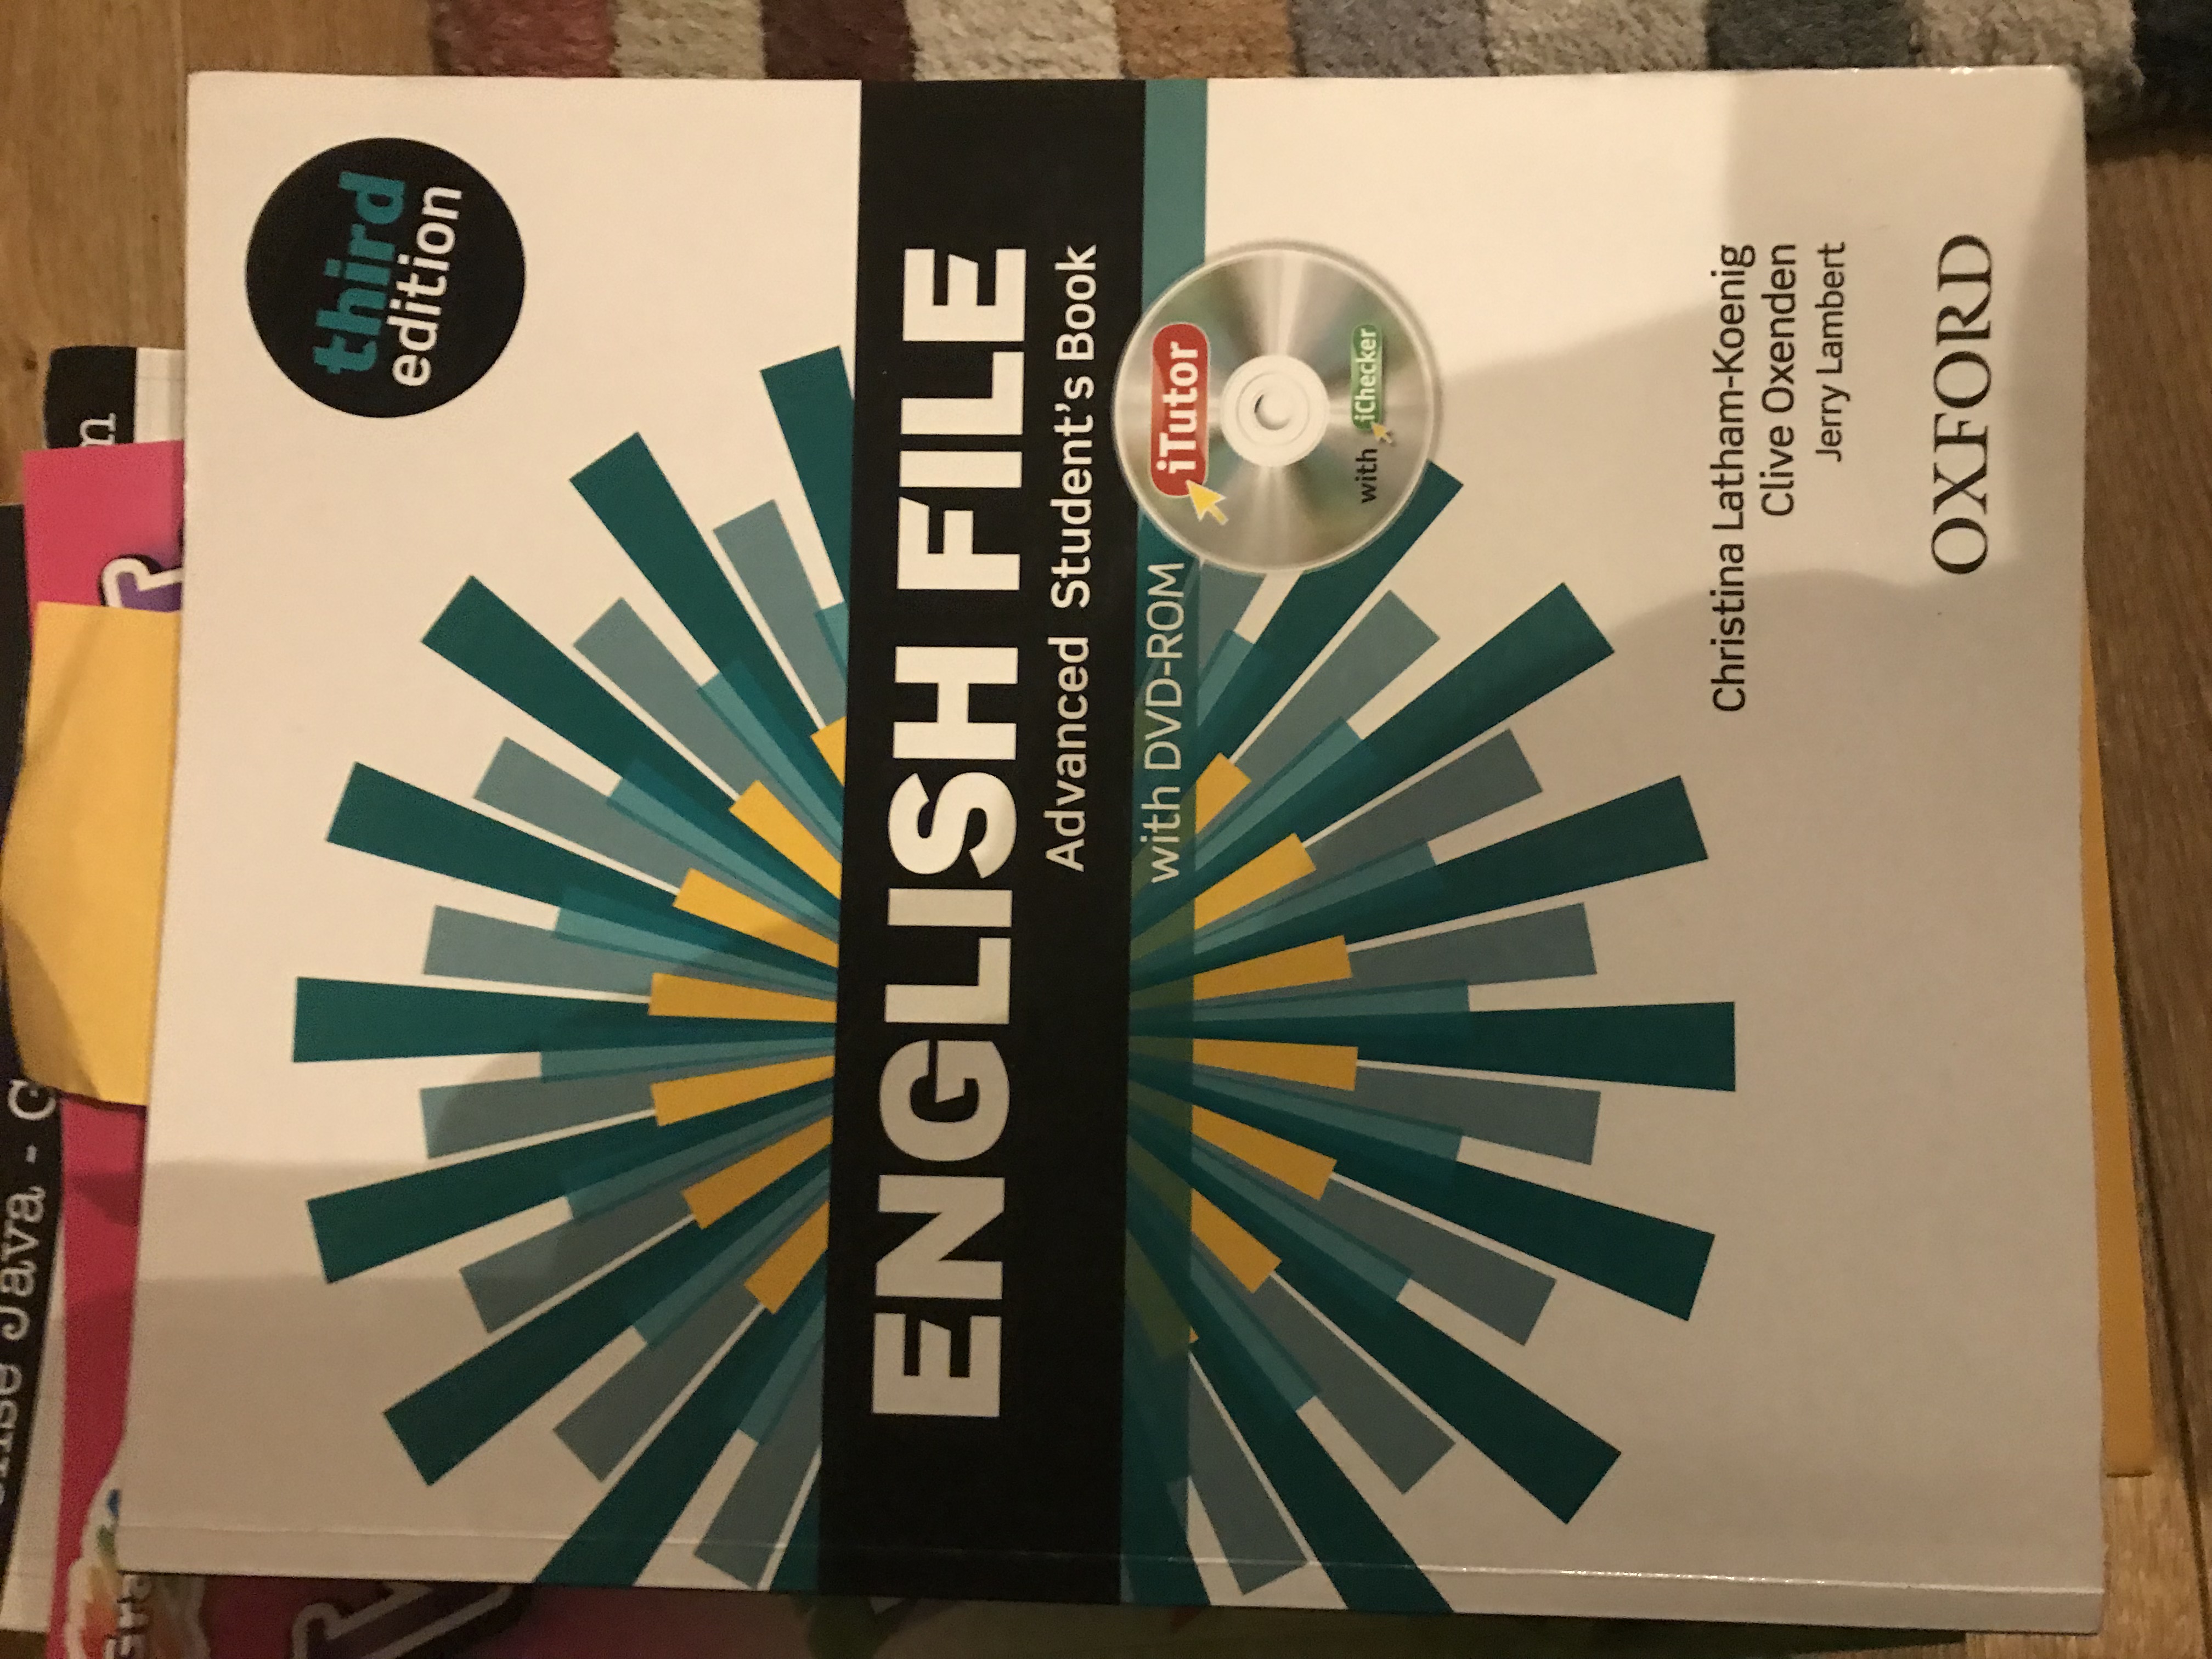 Java - G
third
edition
ENGLISH FILE
Advanced Student's Book
with DVD-ROM
iTutor
with iChecker
Christina Latham-Koenig
Clive Oxenden
Jerry Lambert
OXFORD